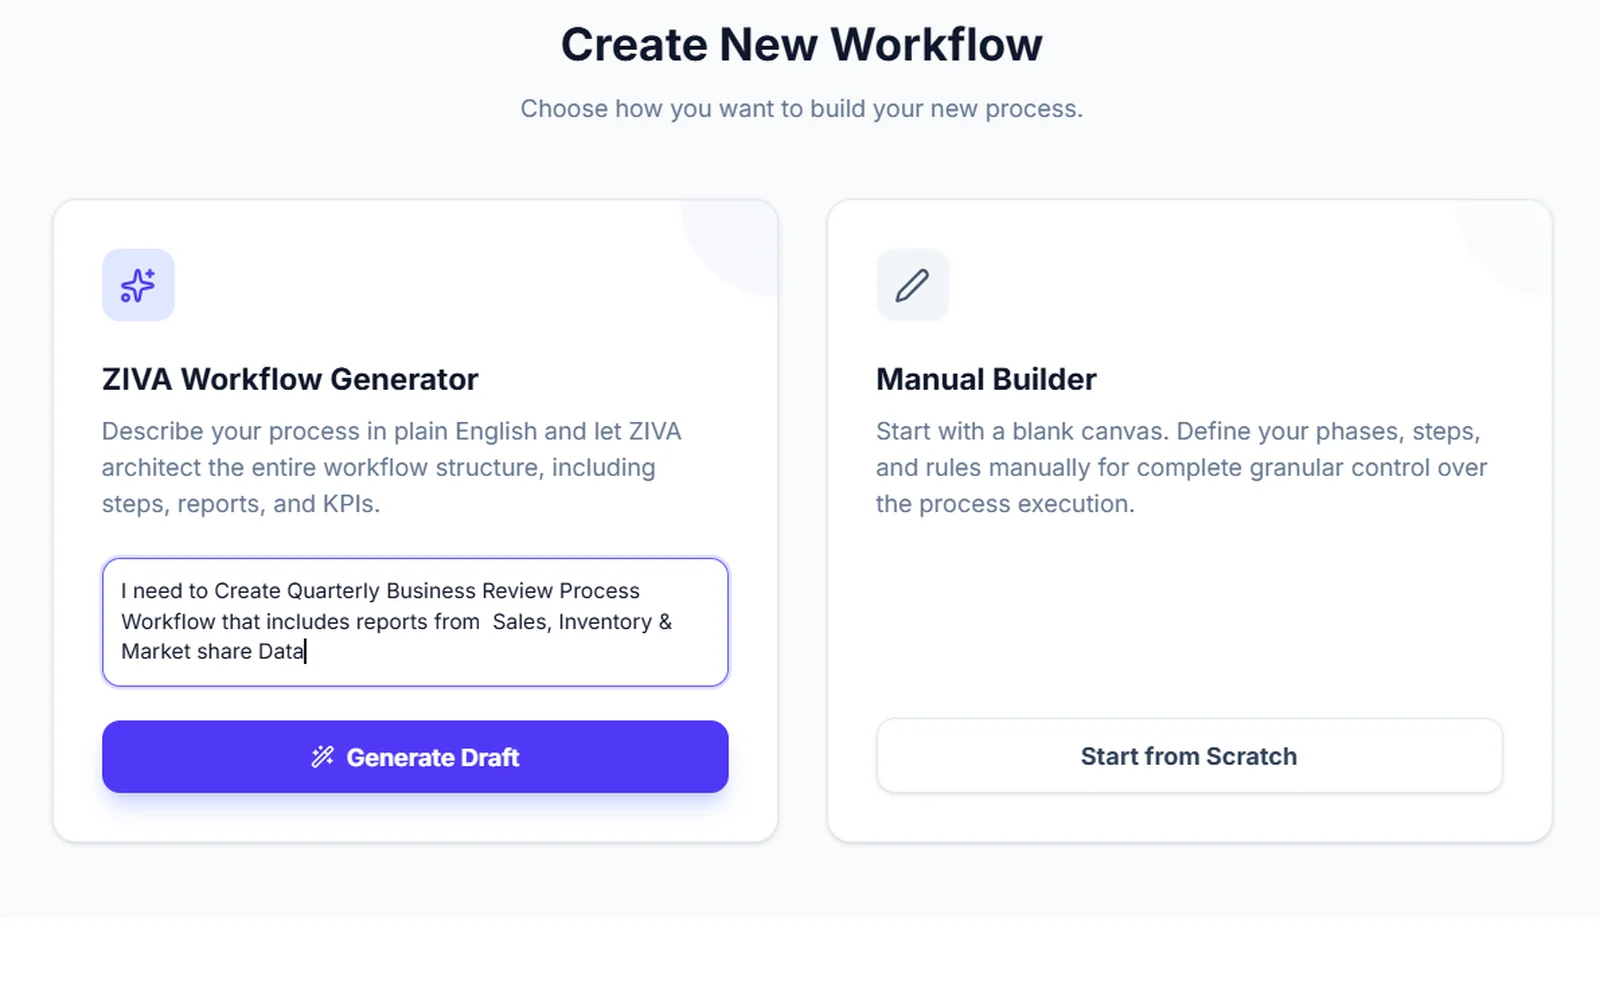 Create New Workflow
Choose how you want to build your new process.
ZIVA Workflow Generator
Describe your process in plain English and let ZIVA
architect the entire workflow structure, including
steps, reports, and KPIs.
I need to Create Quarterly Business Review Process
Workflow that includes reports from  Sales, Inventory &
Market share Data
Generate Draft
Manual Builder
Start with a blank canvas. Define your phases, steps,
and rules manually for complete granular control over
the process execution.
Start from Scratch